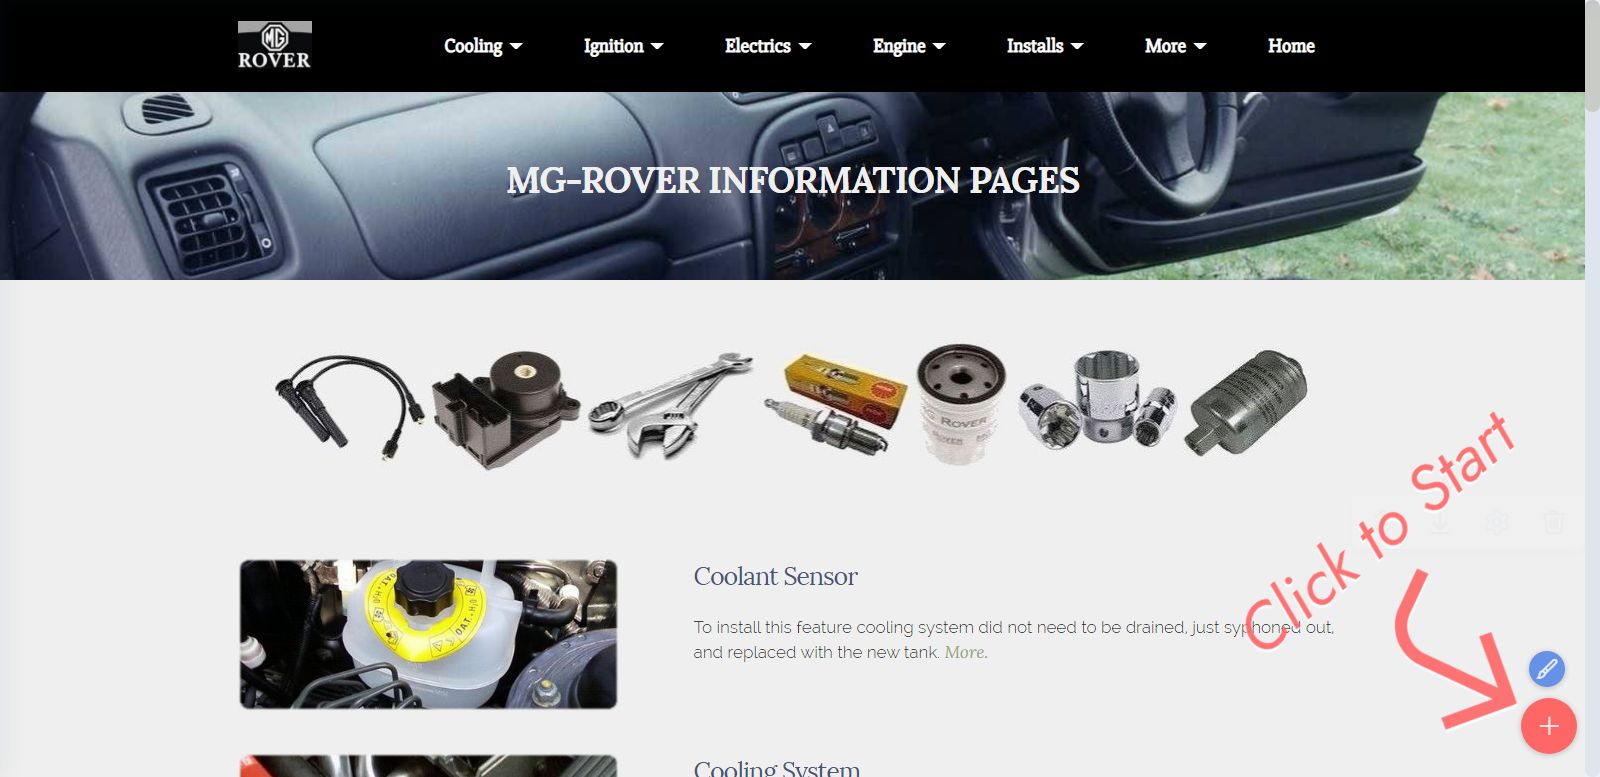 MG
ROVER
Cooling
Ignition
Electrics
Engine
Installs
More
Home
MG-ROVER INFORMATION PAGES
ROVER
ROVER
Coolant Sensor
To install this feature cooling system did not need to be drained, just syphoned out,
and replaced with the new tank. More.
Click to Start
O.A.T.
Cooling System